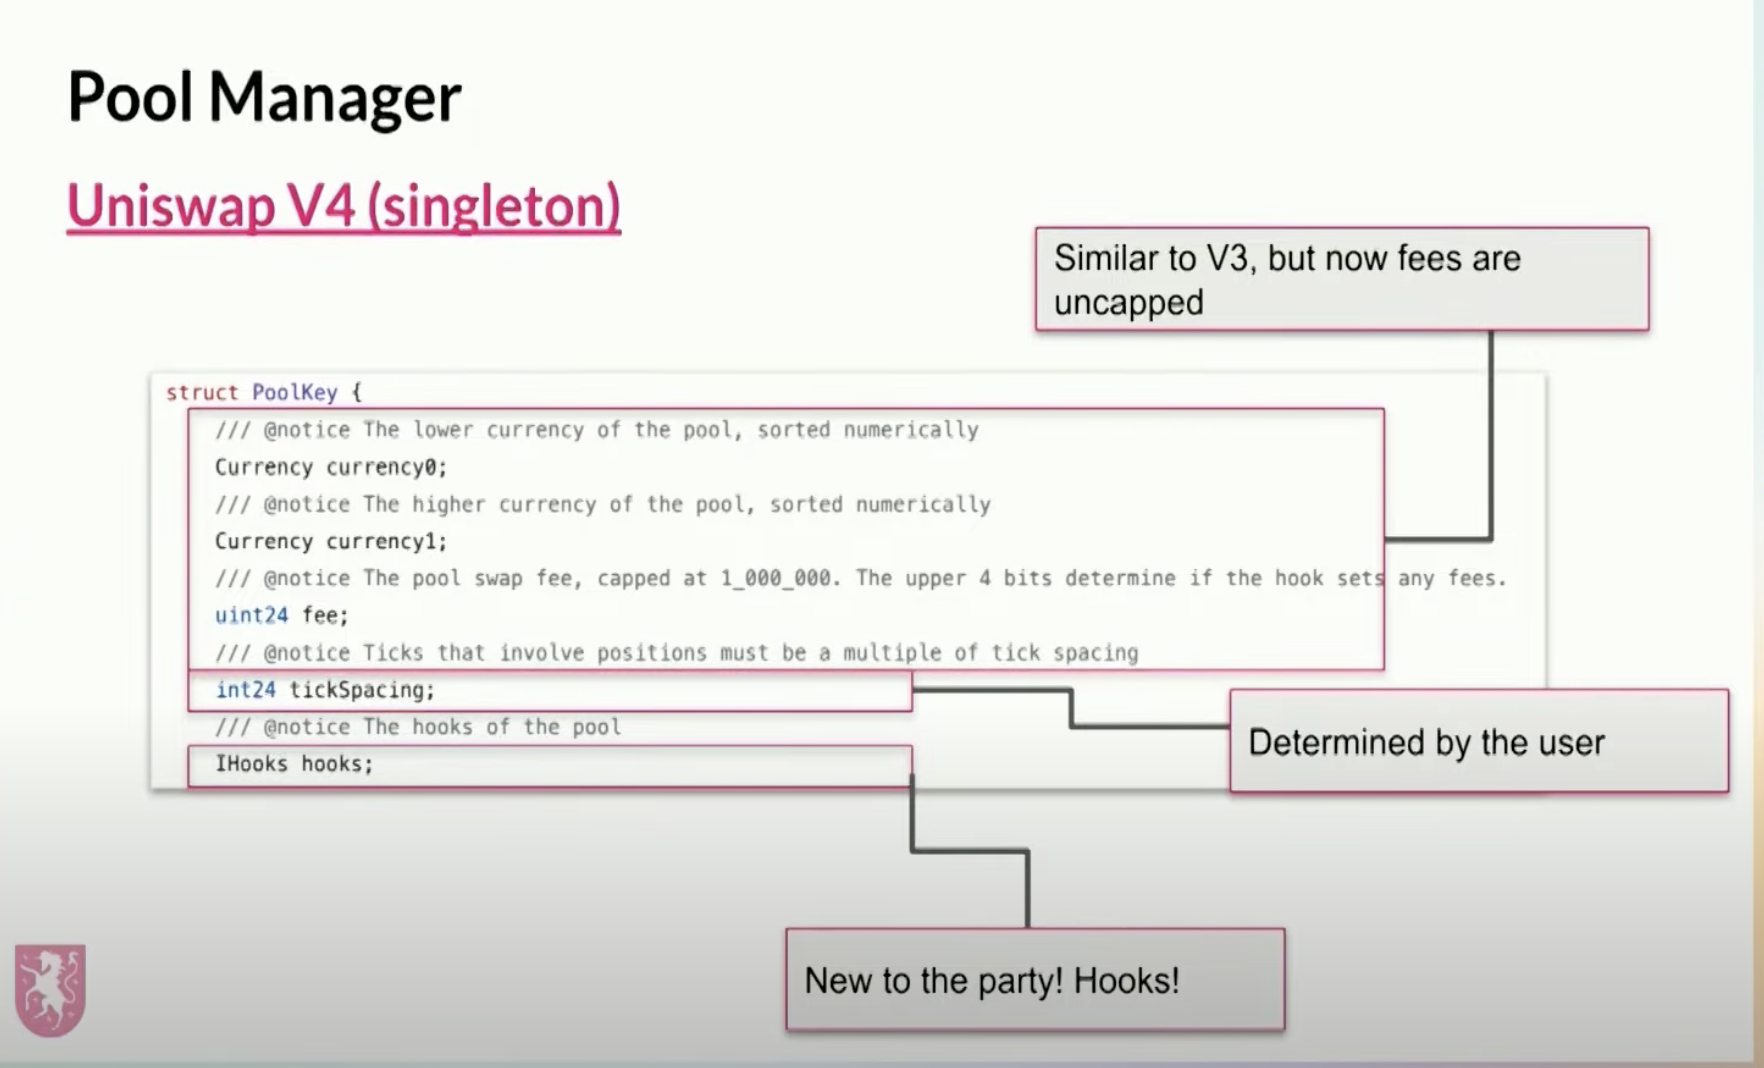 Pool Manager
Uniswap V4 (singleton)
Similar to V3, but now fees are
uncapped
struct PoolKey {
/// @notice The lower currency of the pool, sorted numerically
Currency currency0;
/// @notice The higher currency of the pool, sorted numerically
Currency currency1;
/// @notice The pool swap fee, capped at 1_000_000. The upper 4 bits determine if the hook sets any fees.
uint24 fee;
/// @notice Ticks that involve positions must be a multiple of tick spacing
int24 tickSpacing;
/// @notice The hooks of the pool
IHooks hooks;
Determined by the user
New to the party! Hooks!